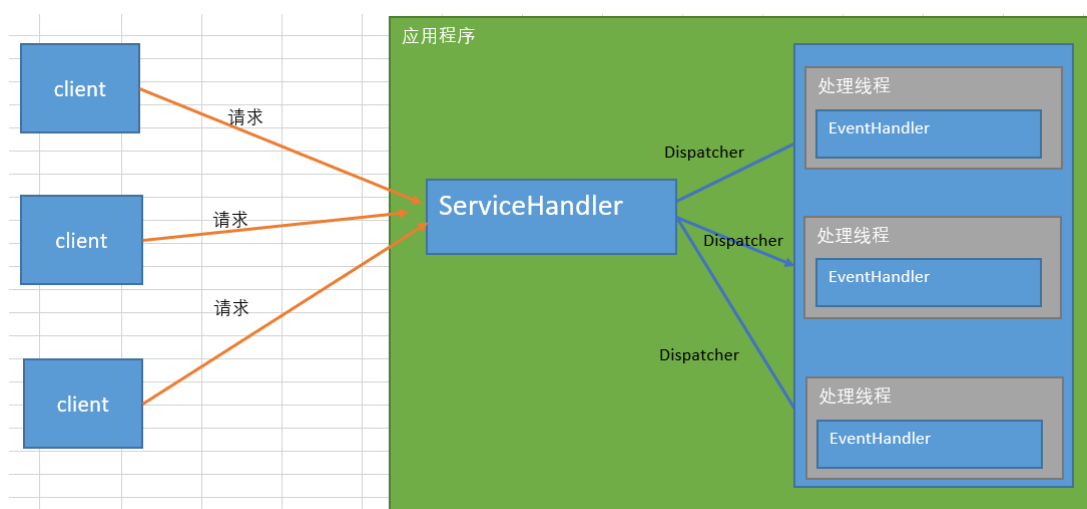 应用程序
client
请求
client
请求
client
请求
ServiceHandler
Dispatcher
Dispatcher
Dispatcher
处理线程
EventHandler
处理线程
EventHandler
处理线程
EventHandler